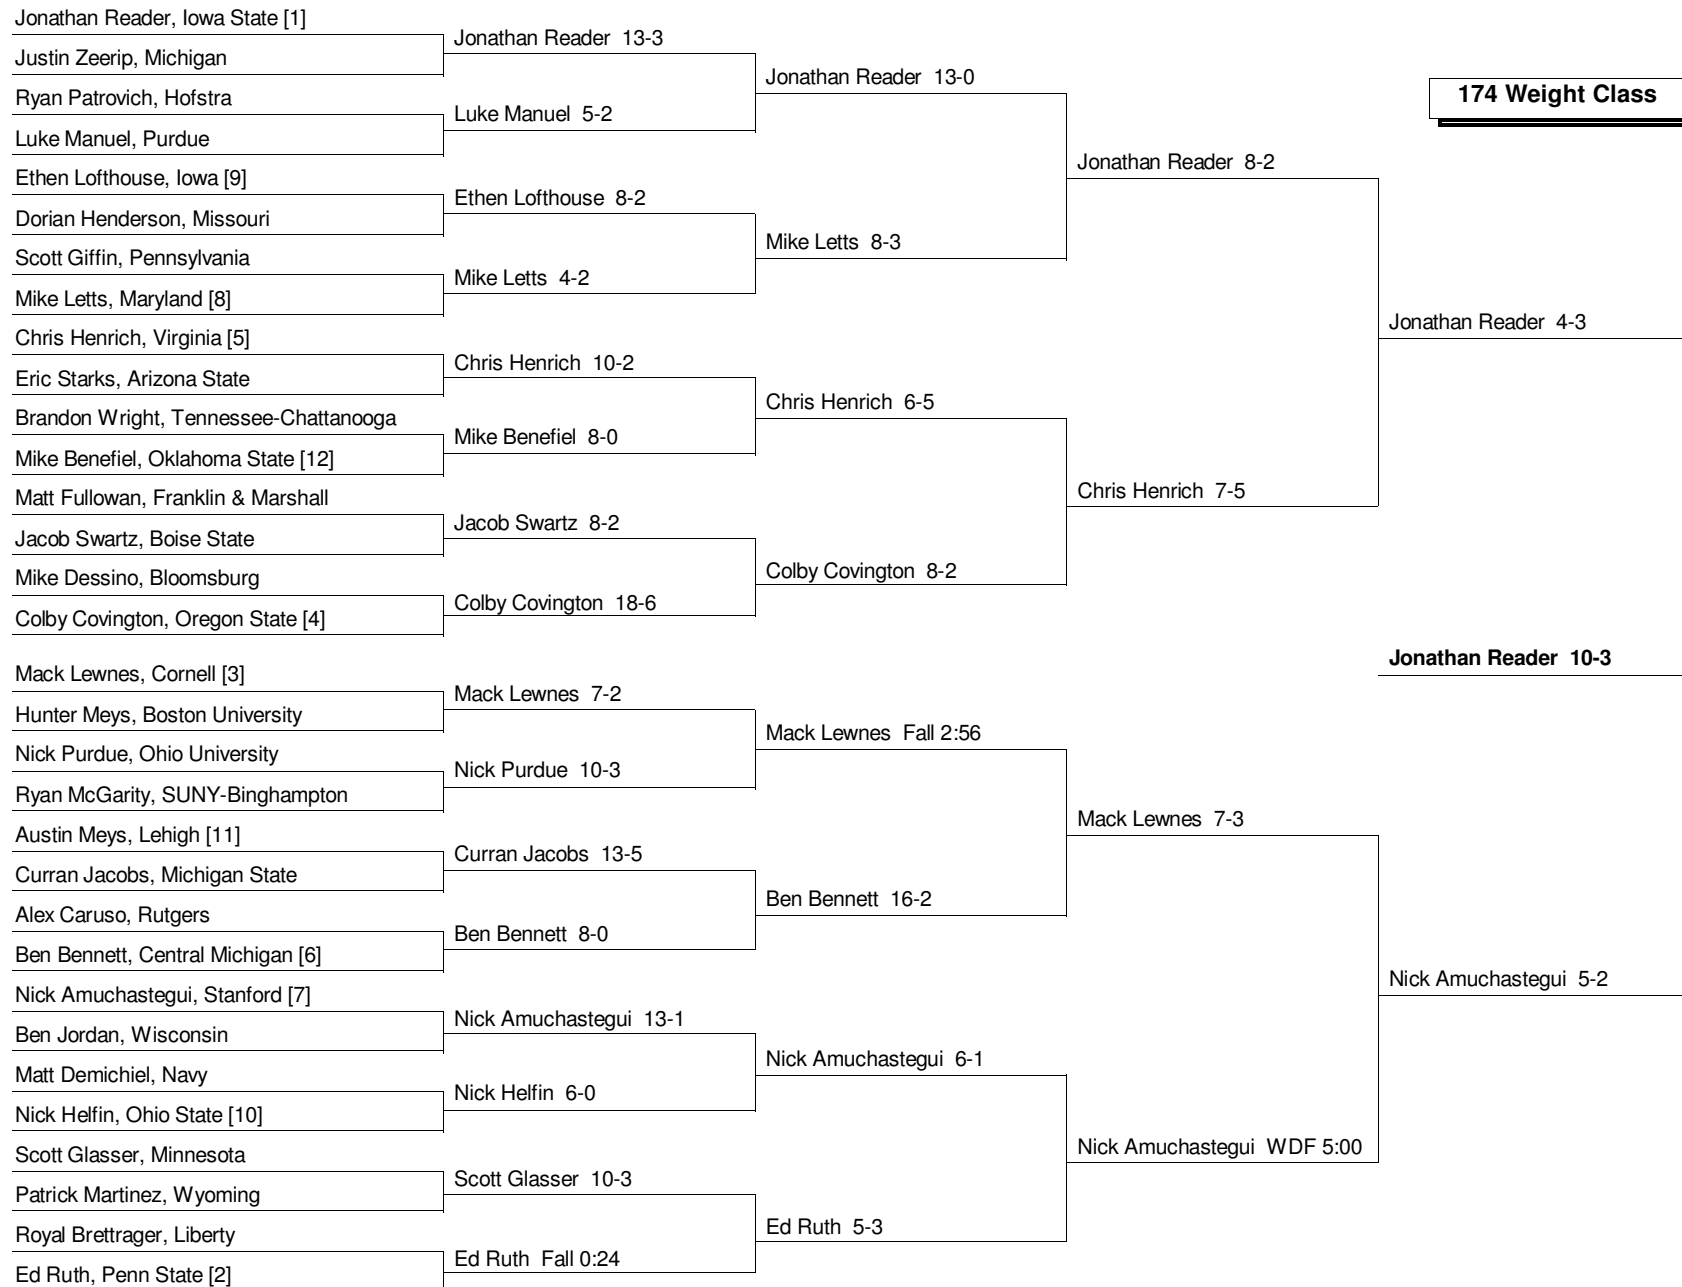 Jonathan Reader, Iowa State [1]
Justin Zeerip, Michigan
Ryan Patrovich, Hofstra
Luke Manuel, Purdue
Ethen Lofthouse, Iowa [9]
Dorian Henderson, Missouri
Scott Giffin, Pennsylvania
Mike Letts, Maryland [8]
Chris Henrich, Virginia [5]
Eric Starks, Arizona State
Brandon Wright, Tennessee-Chattanooga
Mike Benefiel, Oklahoma State [12]
Matt Fullowan, Franklin & Marshall
Jacob Swartz, Boise State
Mike Dessino, Bloomsburg
Colby Covington, Oregon State [4]
Mack Lewnes, Cornell [3]
Hunter Meys, Boston University
Nick Purdue, Ohio University
Ryan McGarity, SUNY-Binghampton
Austin Meys, Lehigh [11]
Curran Jacobs, Michigan State
Alex Caruso, Rutgers
Ben Bennett, Central Michigan [6]
Nick Amuchastegui, Stanford [7]
Ben Jordan, Wisconsin
Matt Demichiel, Navy
Nick Helfin, Ohio State [10]
Scott Glasser, Minnesota
Patrick Martinez, Wyoming
Royal Brettrager, Liberty
Ed Ruth, Penn State [2]
Jonathan Reader 13-3
Luke Manuel 5-2
Ethen Lofthouse 8-2
Mike Letts 4-2
Chris Henrich 10-2
Mike Benefiel 8-0
Jacob Swartz 8-2
Colby Covington 18-6
Mack Lewnes 7-2
Nick Purdue 10-3
Curran Jacobs 13-5
Ben Bennett 8-0
Nick Amuchastegui 13-1
Nick Helfin 6-0
Scott Glasser 10-3
Ed Ruth Fall 0:24
Jonathan Reader 13-0
Mike Letts 8-3
Chris Henrich 6-5
Colby Covington 8-2
Mack Lewnes Fall 2:56
Ben Bennett 16-2
Nick Amuchastegui 6-1
Ed Ruth 5-3
Jonathan Reader 8-2
Chris Henrich 7-5
Mack Lewnes 7-3
Nick Amuchastegui WDF 5:00
174 Weight Class
Jonathan Reader 4-3
Jonathan Reader 10-3
Nick Amuchastegui 5-2